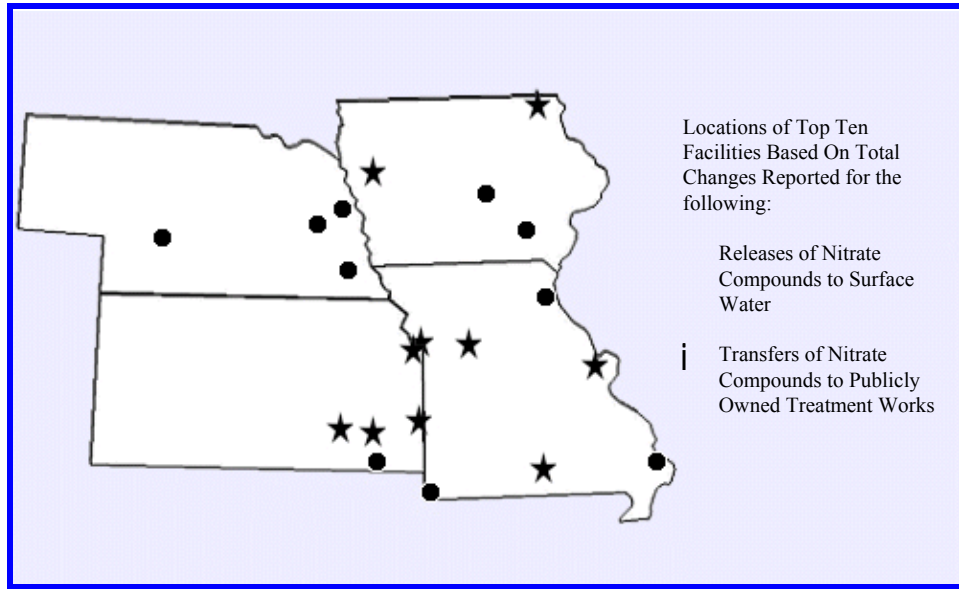 Locations of Top Ten
Facilities Based On Total
Changes Reported for the
following:
Releases of Nitrate
Compounds to Surface
Water
i Transfers of Nitrate
Compounds to Publicly
Owned Treatment Works